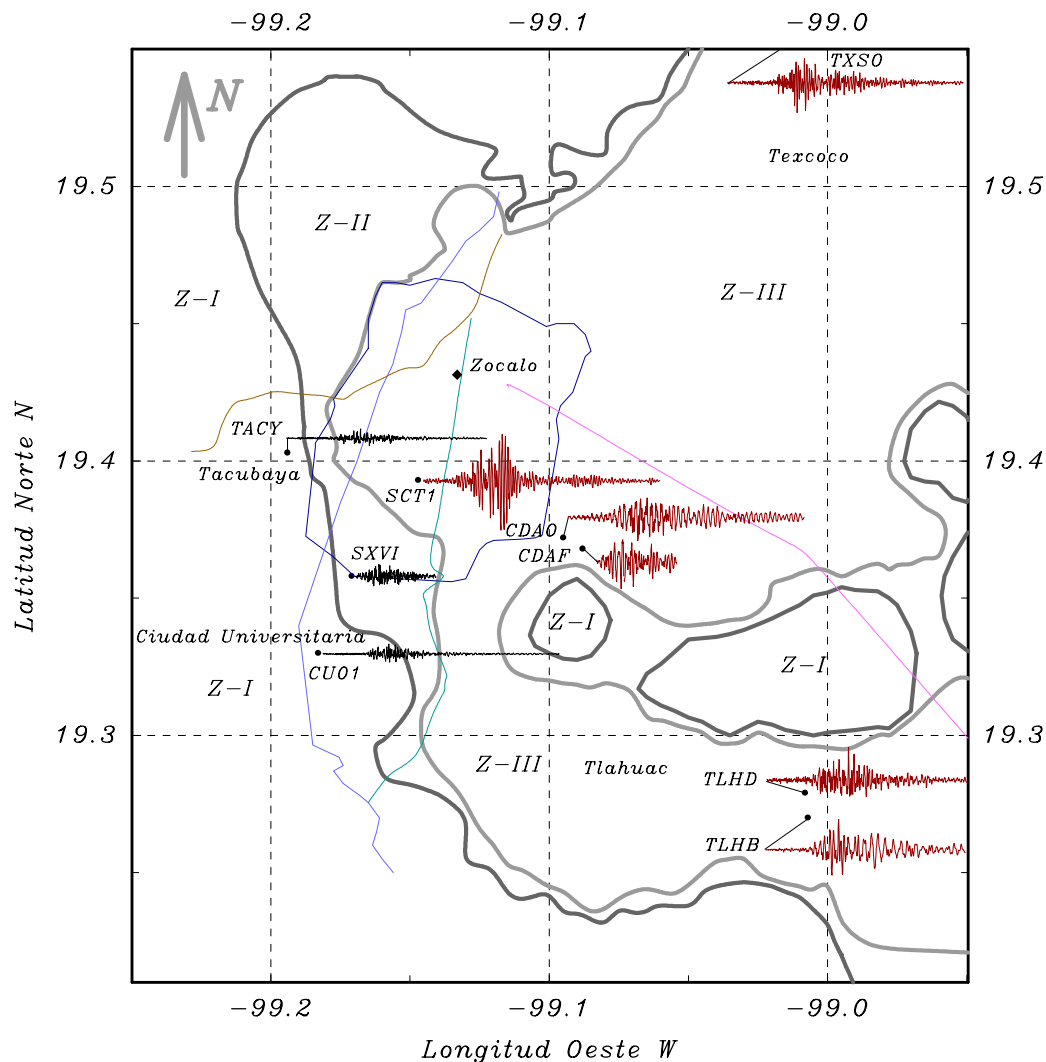 -99.2 -99.1 -99.0
N
TXSO
Texcoco
19.5 19.5
Z-II
Z-I Z-III
Zocalo
TACY
19.4 Tacubaya 19.4
SCT1
CDAO
CDAF
SXVI
Z-I
Ciudad Universitaria
CU01
Z-I Z-I
19.3 19.3
Z-III Tlahuac
TLHD
TLHB
-99.2 -99.1 -99.0
Longitud Oeste W
Latitud Norte N